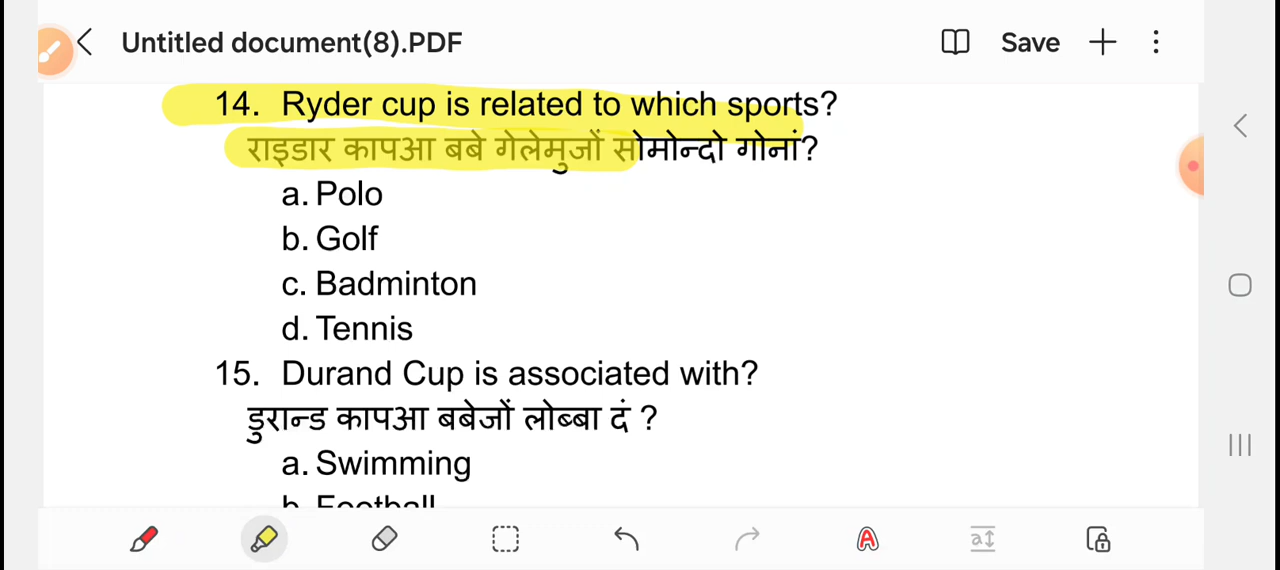 Untitled document(8).PDF
Save
14. Ryder cup is related to which sports?
राइडार कापआ बबे गेलेमुजों सोमोन्दो गोनां?
a. Polo
b. Golf
c. Badminton
d. Tennis
15. Durand Cup is associated with?
डुरान्ड कापआ बबेजों लोब्बा दं ?
a. Swimming
b. Football